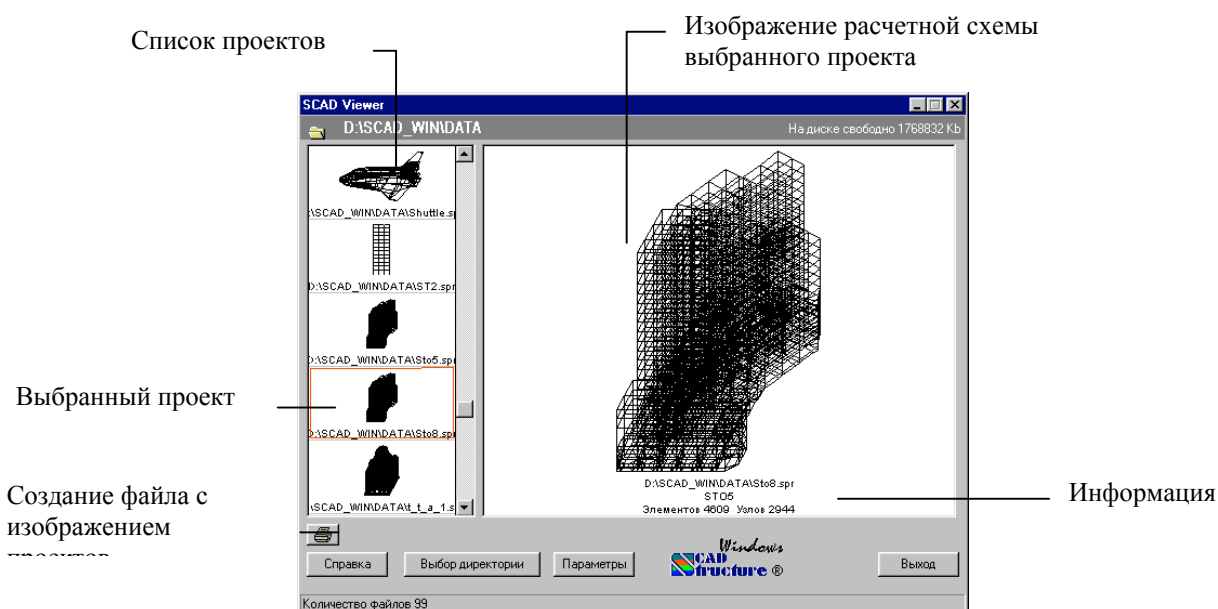 Список проектов
Изображение расчетной схемы
выбранного проекта
SCAD Viewer
D:\SCAD_WIN\DATA
На диске свободно 1768832 Kb
:\SCAD_WIN\DATA\Shuttle.s
D:\SCAD_WIN\DATA\ST2.spr
D:\SCAD_WIN\DATA\Sto5.spr
Выбранный проект
D:\SCAD_WIN\DATA\Sto8.spr
\SCAD_WIN\DATA\t_t_a_1.s
D:\SCAD_WIN\DATA\Sto8.spr
STO5
Элементов 4609 Узлов 2944
Информация
Создание файла с
изображением
проектов
Справка
Выбор директории
Параметры
Windows
SCAD
Structure ®
Выход
Количество файлов 99